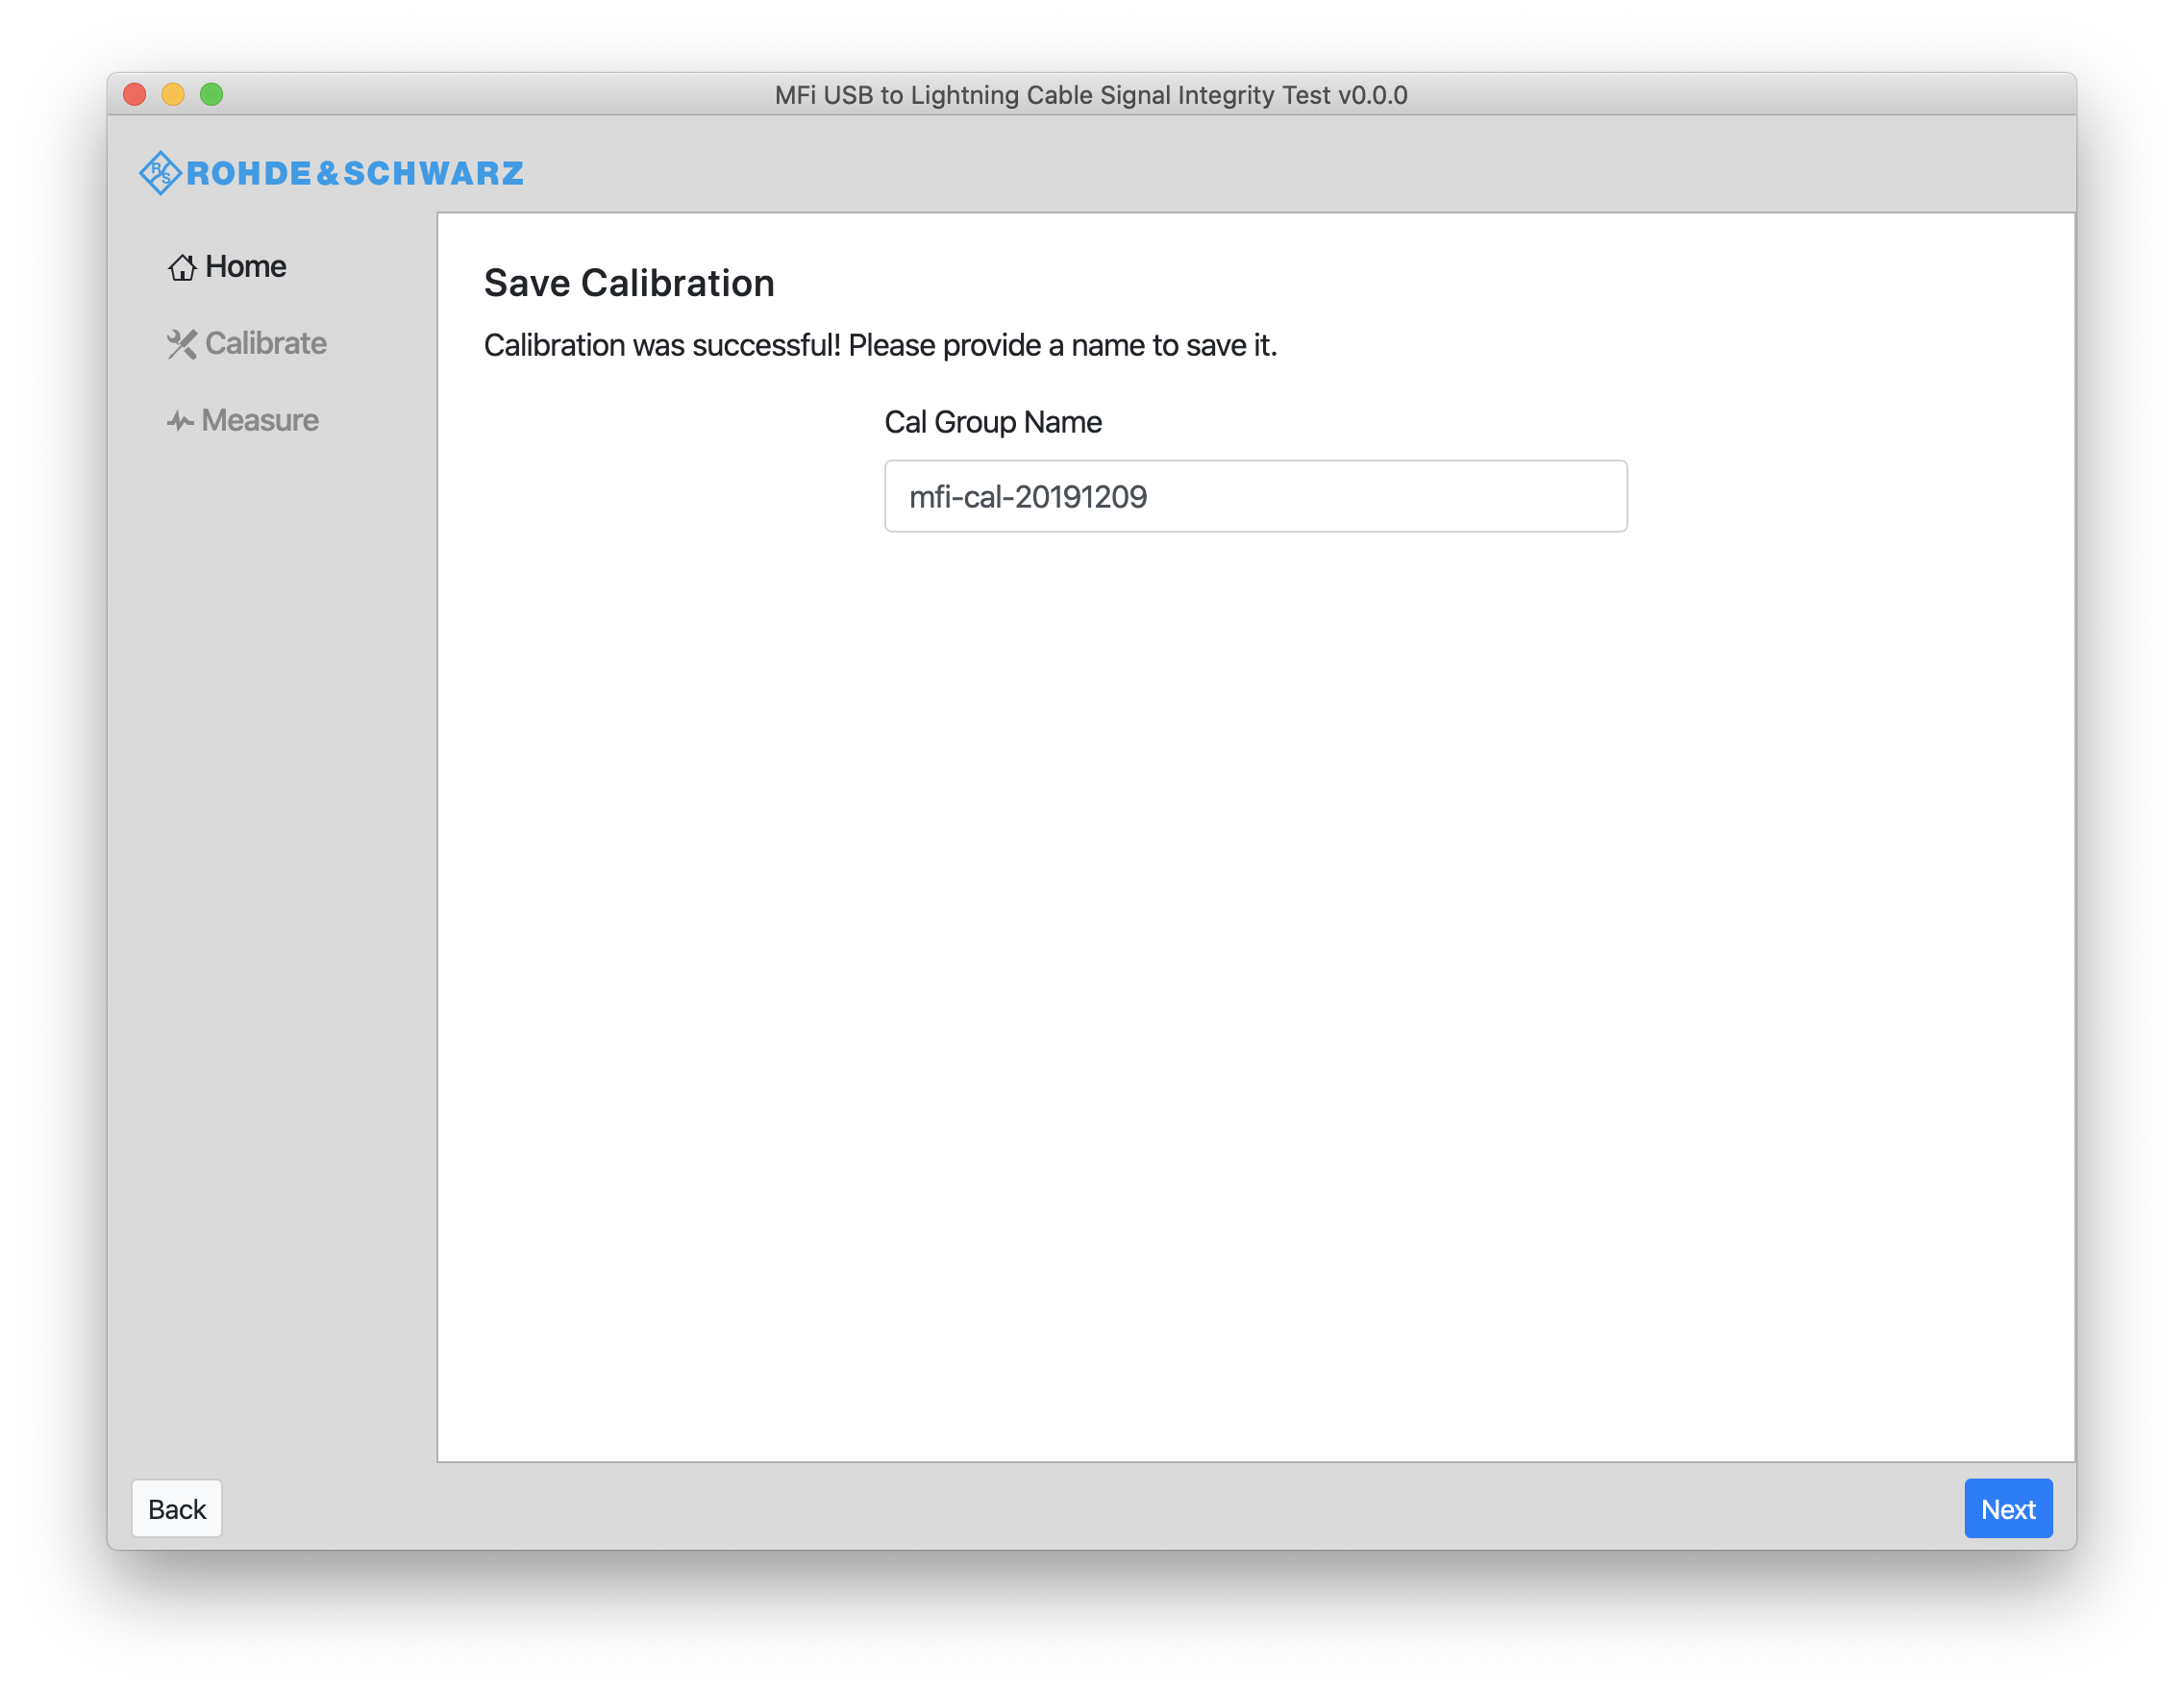 MFi USB to Lightning Cable Signal Integrity Test v0.0.0
R S ROHDE&SCHWARZ
Home
Calibrate
Measure
Save Calibration
Calibration was successful! Please provide a name to save it.
Cal Group Name
mfi-cal-20191209
Back
Next